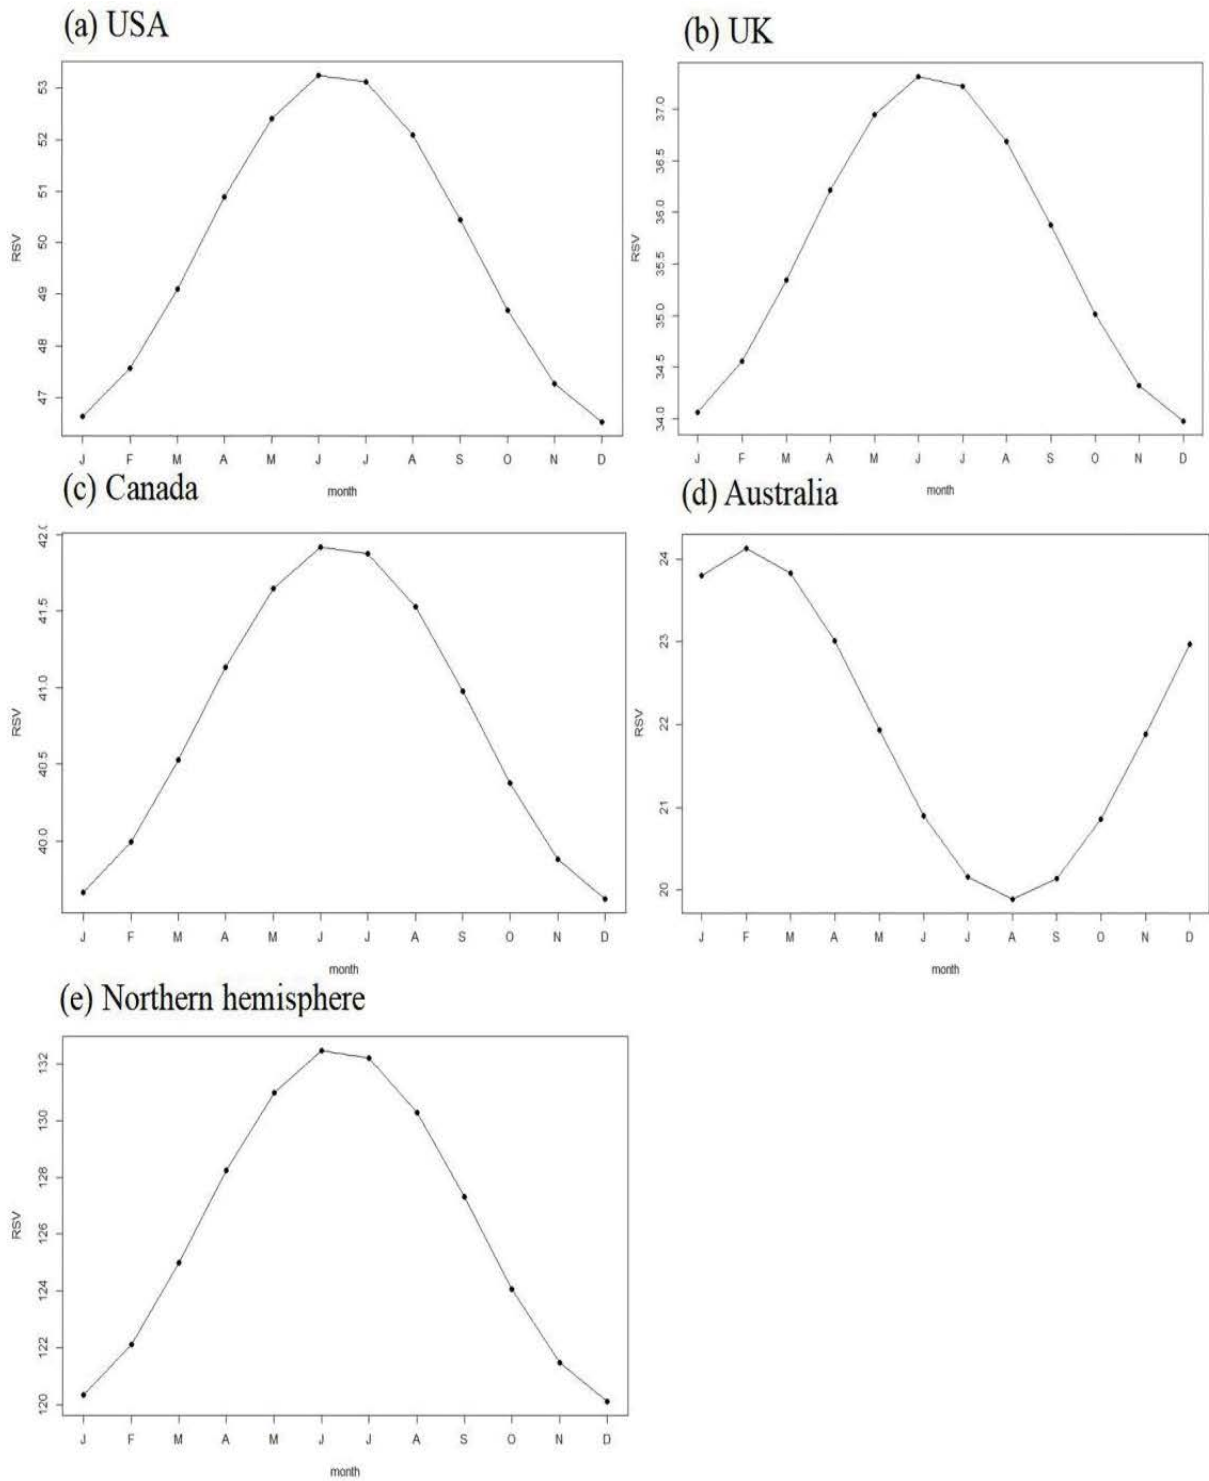 (a) USA
53
52
51
50
49
48
47
RSV
J F M A M J J A S O N D
month
(b) UK
37.0
36.5
36.0
35.5
35.0
34.5
34.0
RSV
J F M A M J J A S O N D
month
(c) Canada
42.0
41.5
41.0
40.5
40.0
RSV
J F M A M J J A S O N D
month
(d) Australia
24
23
22
21
20
RSV
J F M A M J J A S O N D
month
(e) Northern hemisphere
132
130
128
126
124
122
120
RSV
J F M A M J J A S O N D
month